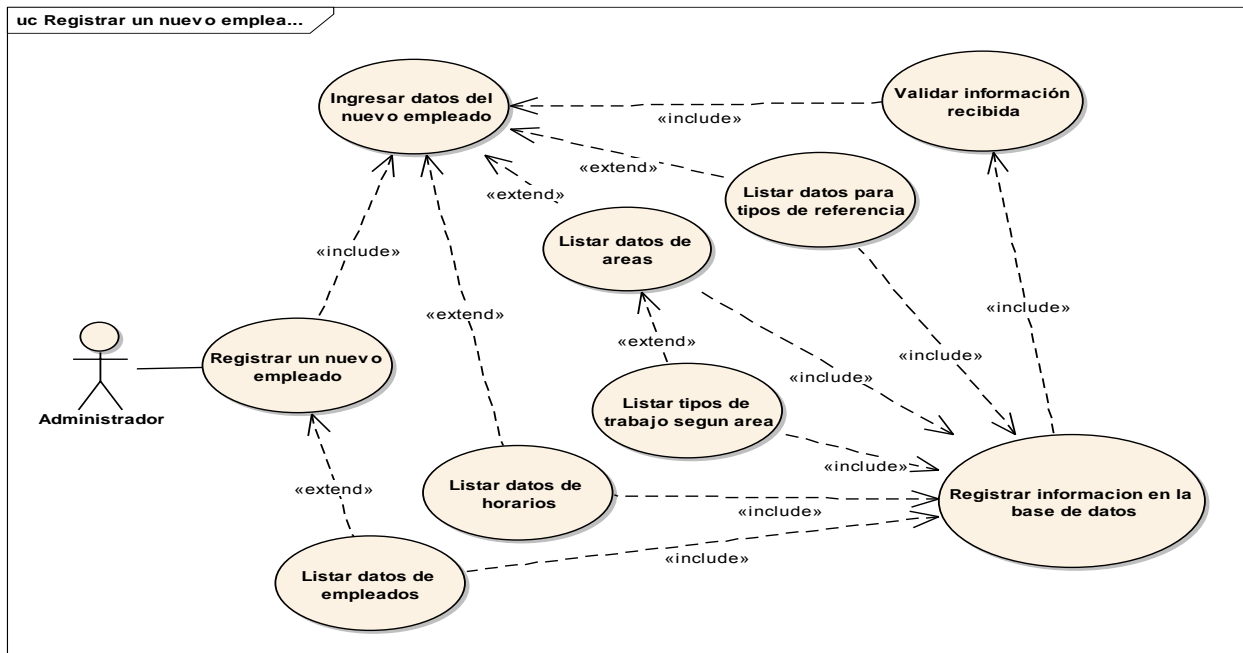 uc Registrar un nuevo emplea...
Ingresar datos del
nuevo empleado
Validar información
recibida
«include»
«extend»
«extend»
Listar datos para
tipos de referencia
Listar datos de
areas
«include»
«include»
«extend»
«extend»
«include»
Registrar un nuevo
empleado
Administrador
«include»
Listar tipos de
trabajo segun area
«include»
«extend»
Listar datos de
horarios
«include»
Registrar informacion en la
base de datos
«include»
Listar datos de
empleados